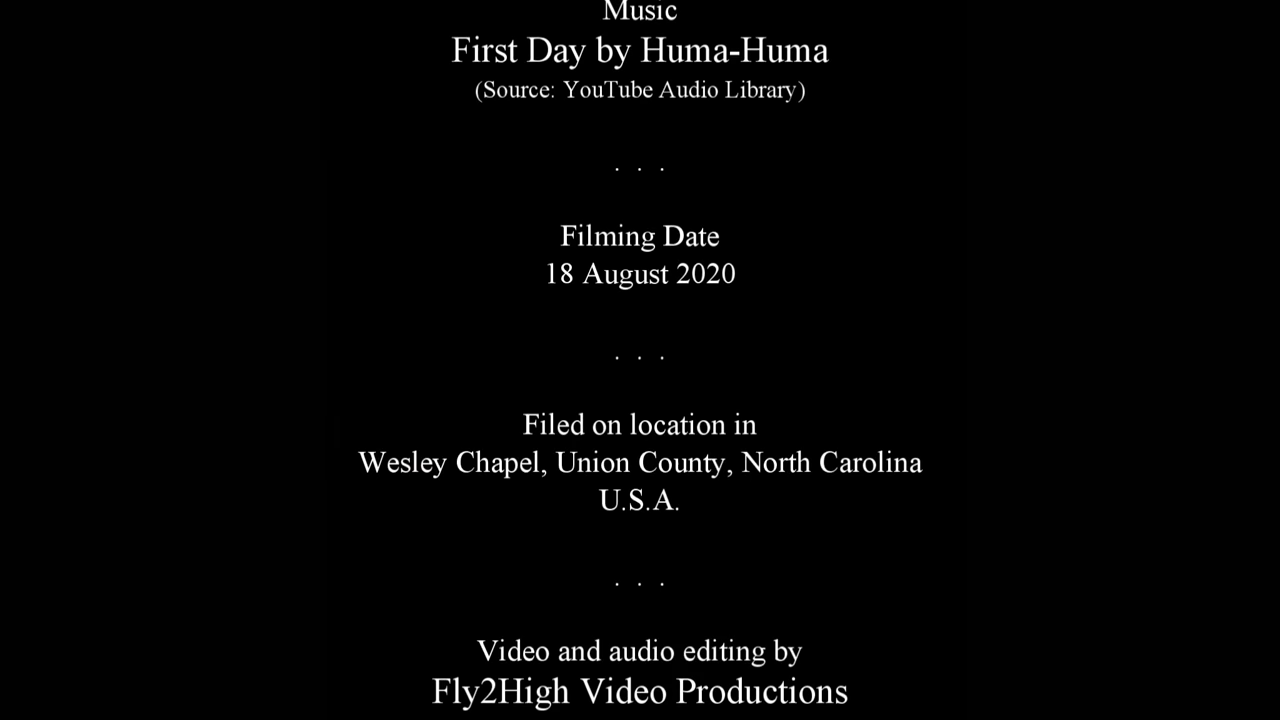 Music
First Day by Huma-Huma
(Source: YouTube Audio Library)
. . .
Filming Date
18 August 2020
. . .
Filed on location in
Wesley Chapel, Union County, North Carolina
U.S.A.
. . .
Video and audio editing by
Fly2High Video Productions